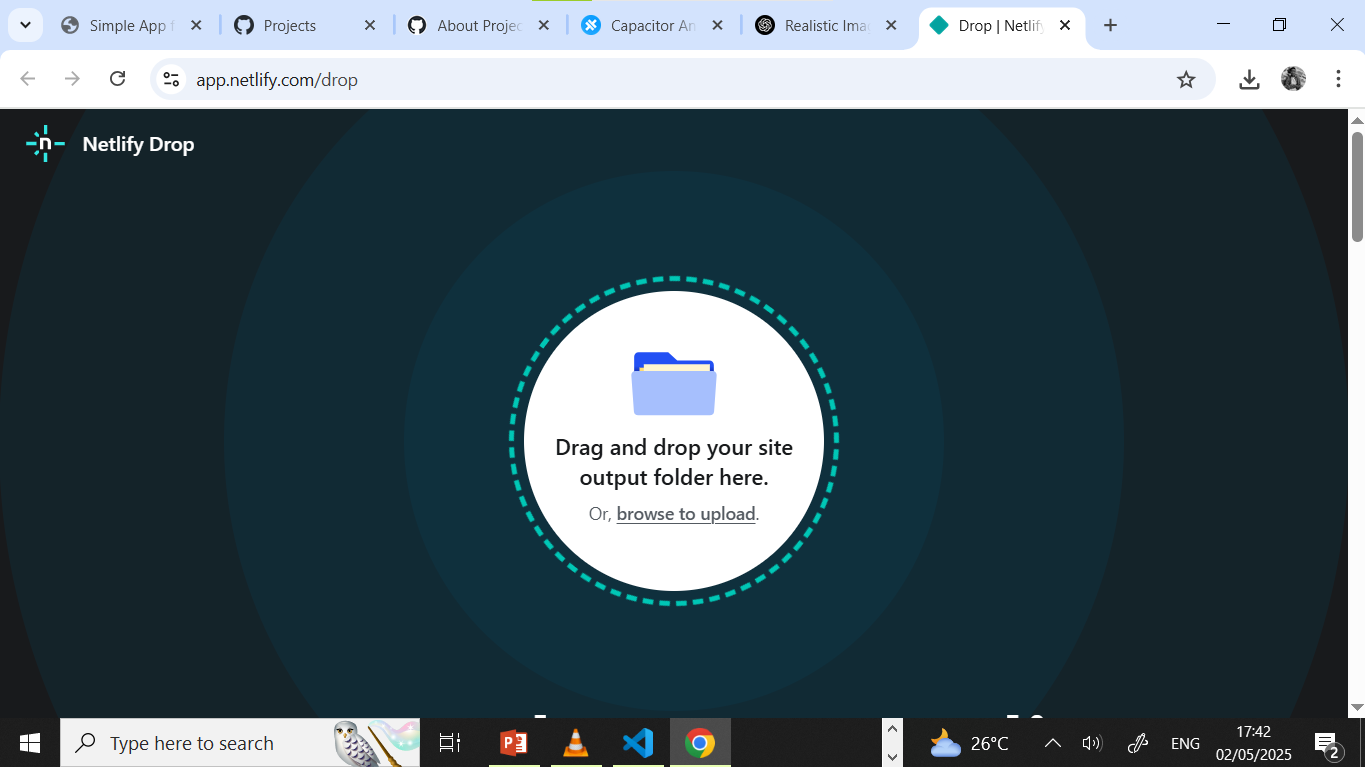 Simple App f
Projects
About Projec
Capacitor An
Realistic Ima
Drop | Netlify
app.netlify.com/drop
n
Netlify Drop
Drag and drop your site
output folder here.
Or, browse to upload.
Type here to search
26°C
ENG
17:42
02/05/2025
2